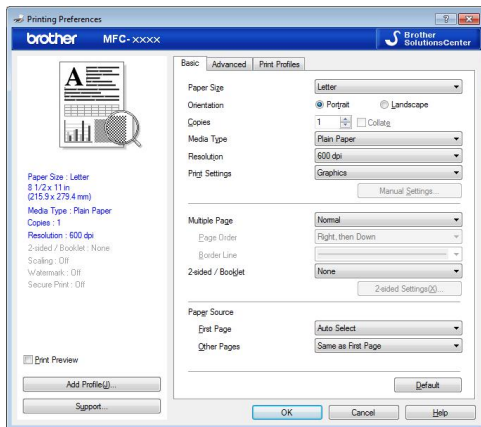 Printing Preferences
brother MFC-xxxx
Brother
SolutionsCenter
Basic Advanced Print Profiles
Paper Size Letter
Orientation Portrait Landscape
Copies 1 Collate
Media Type Plain Paper
Resolution 600 dpi
Print Settings Graphics
Manual Settings...
Multiple Page Normal
Page Order Right, then Down
Border Line
2-sided / Booklet None
2-sided Settings(X)...
Paper Source
First Page Auto Select
Other Pages Same as First Page
Default
A
Paper Size : Letter
8 1/2 x 11 in
(215.9 x 279.4 mm)
Media Type : Plain Paper
Copies : 1
Resolution : 600 dpi
2-sided / Booklet : None
Scaling : Off
Watermark : Off
Secure Print : Off
Print Preview
Add Profile(J)...
Support...
OK Cancel Help